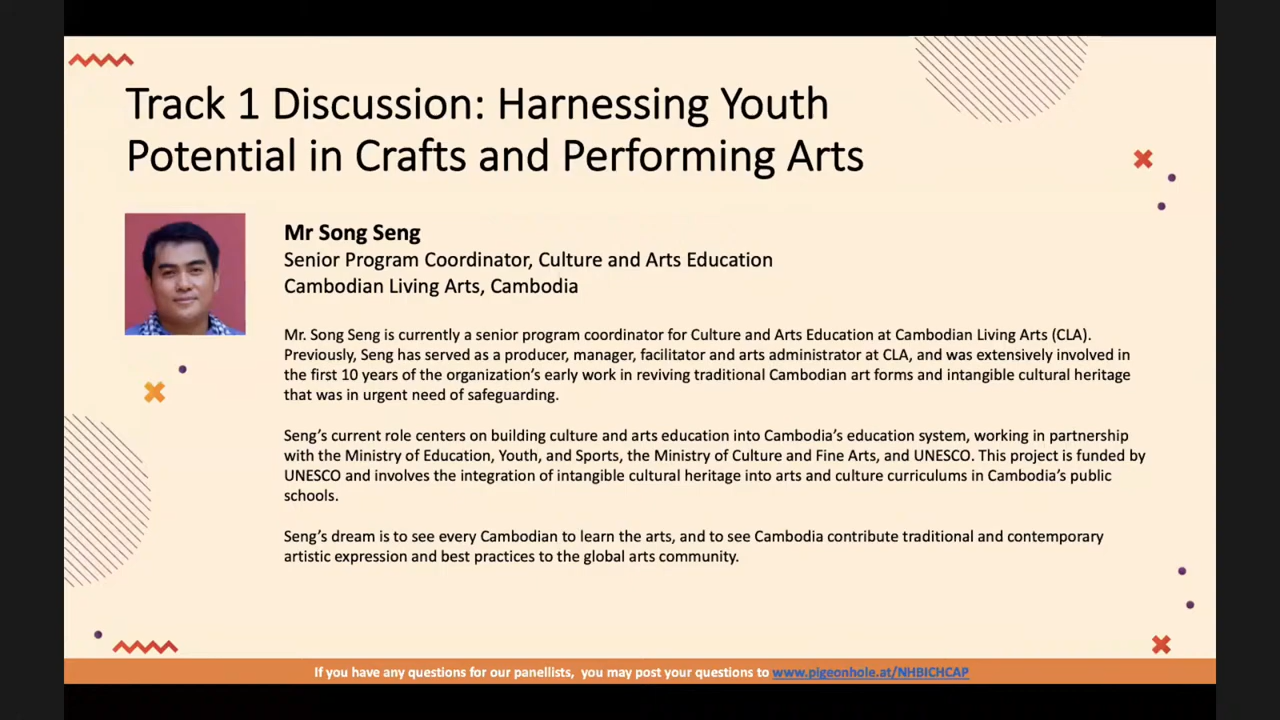 Track 1 Discussion: Harnessing Youth
Potential in Crafts and Performing Arts
Mr Song Seng
Senior Program Coordinator, Culture and Arts Education
Cambodian Living Arts, Cambodia
Mr. Song Seng is currently a senior program coordinator for Culture and Arts Education at Cambodian Living Arts (CLA).
Previously, Seng has served as a producer, manager, facilitator and arts administrator at CLA, and was extensively involved in
the first 10 years of the organization's early work in reviving traditional Cambodian art forms and intangible cultural heritage
that was in urgent need of safeguarding.
Seng's current role centers on building culture and arts education into Cambodia's education system, working in partnership
with the Ministry of Education, Youth, and Sports, the Ministry of Culture and Fine Arts, and UNESCO. This project is funded by
UNESCO and involves the integration of intangible cultural heritage into arts and culture curriculums in Cambodia's public
schools.
Seng's dream is to see every Cambodian to learn the arts, and to see Cambodia contribute traditional and contemporary
artistic expression and best practices to the global arts community.
If you have any questions for our panellists, you may post your questions to www.pigeonhole.at/NHBICHCAP